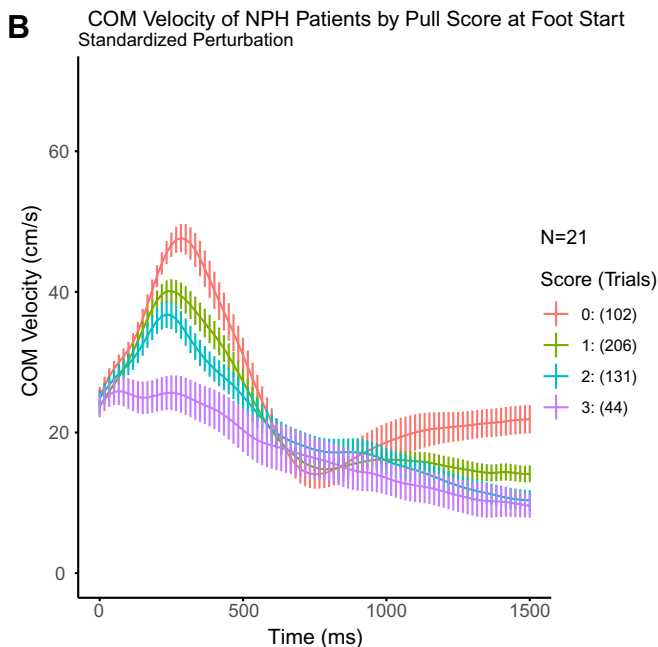 B
COM Velocity of NPH Patients by Pull Score at Foot Start
Standardized Perturbation
COM Velocity (cm/s)
60
40
20
0
0
500
1000
1500
Time (ms)
N=21
Score (Trials)
0: (102)
1: (206)
2: (131)
3: (44)